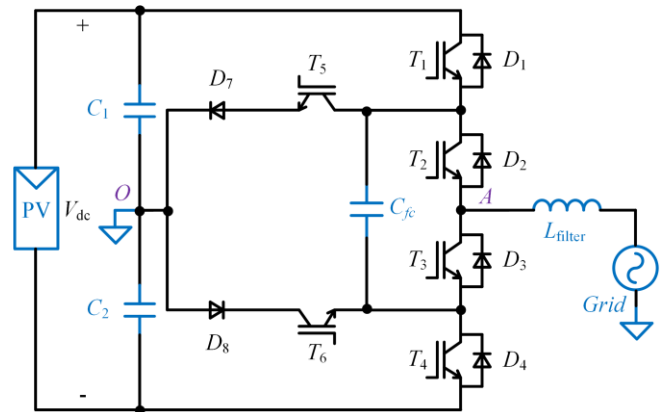 +
T1
D1
T5
D7
C1
T2
D2
O
A
PV
Vdc
Cfc
Lfilter
T3
D3
C2
Grid
D8
T6
T4
D4
-